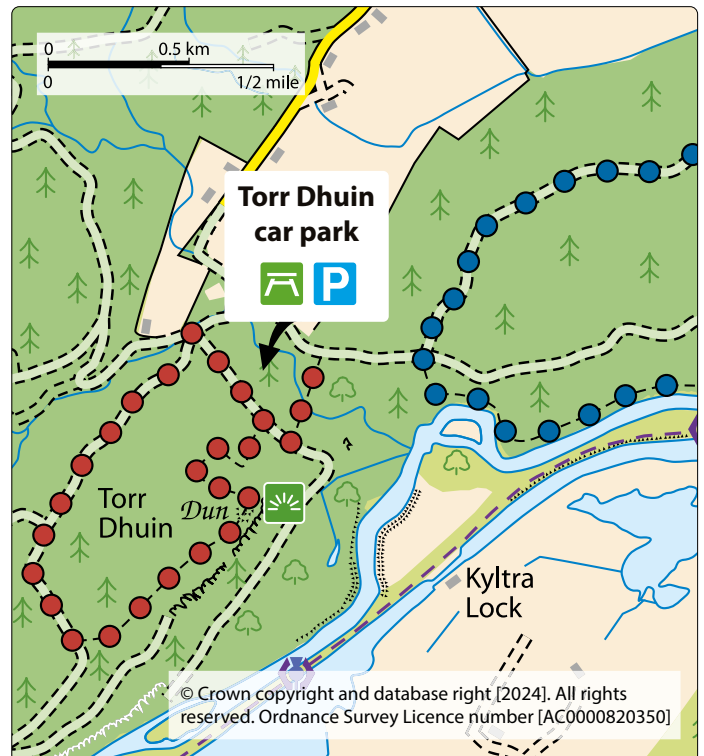 0 0.5 km
0 1/2 mile
Torr Dhuin
car park
P
Torr
Dhuin
Dun
Kyltra
Lock
© Crown copyright and database right [2024]. All rights
reserved. Ordnance Survey Licence number [AC0000820350]